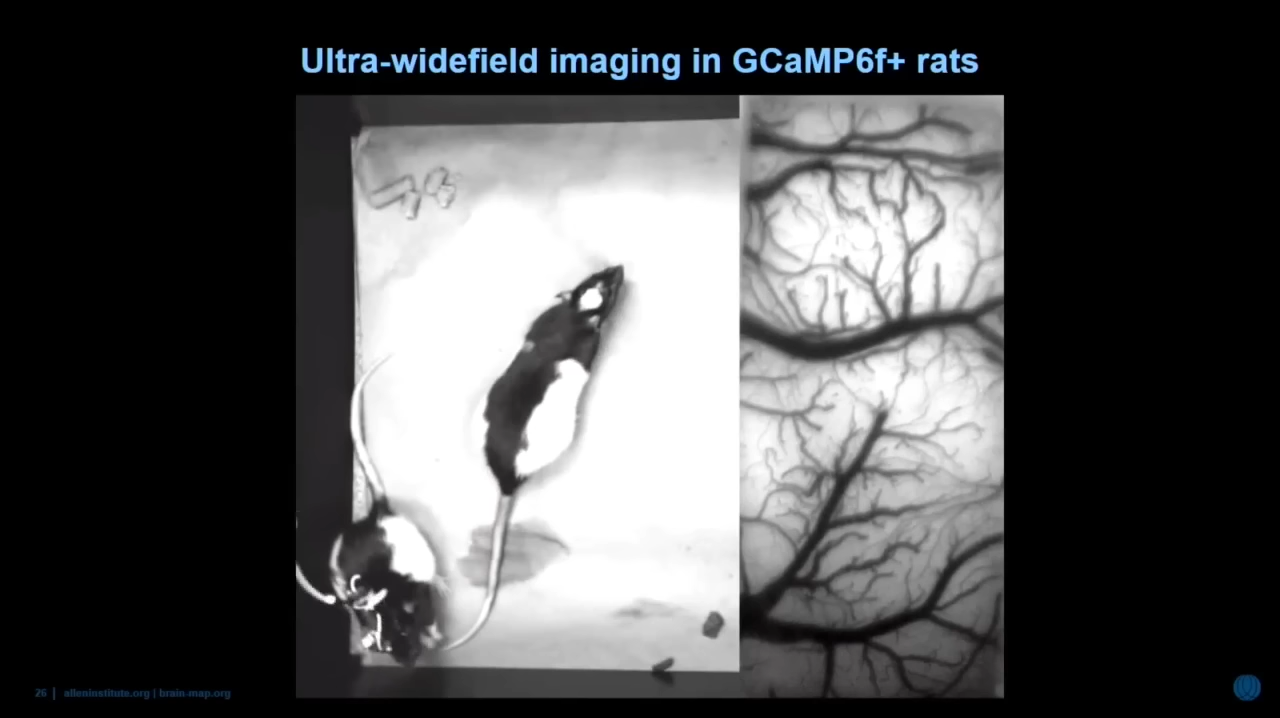 Ultra-widefield imaging in GCaMP6f+ rats
26 | alleninstitute.org | brain-map.org